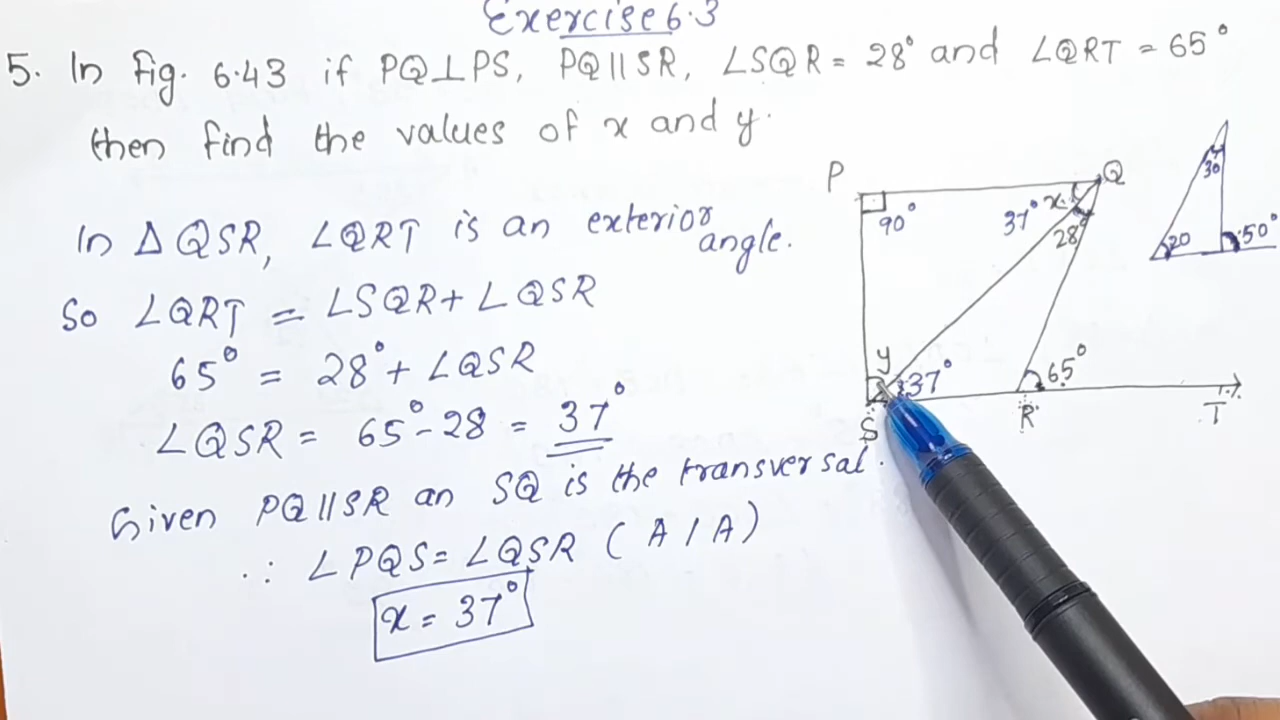 Exercise 6.3
5. In Fig. 6.43 if PQ⊥PS, PQ∥SR, ∠SQR = 28° and ∠QRT = 65°
then find the values of x and y.
In △QSR, ∠QRT is an exterior angle.
So ∠QRT = ∠SQR + ∠QSR
65° = 28° + ∠QSR
∠QSR = 65° - 28 = 37°
Given PQ∥SR an SQ is the transversal.
∴ ∠PQS = ∠QSR (A I A)
x = 37°
P
Q
90°
37° x
28°
y
37°
65°
S
R
T
30
20
50°